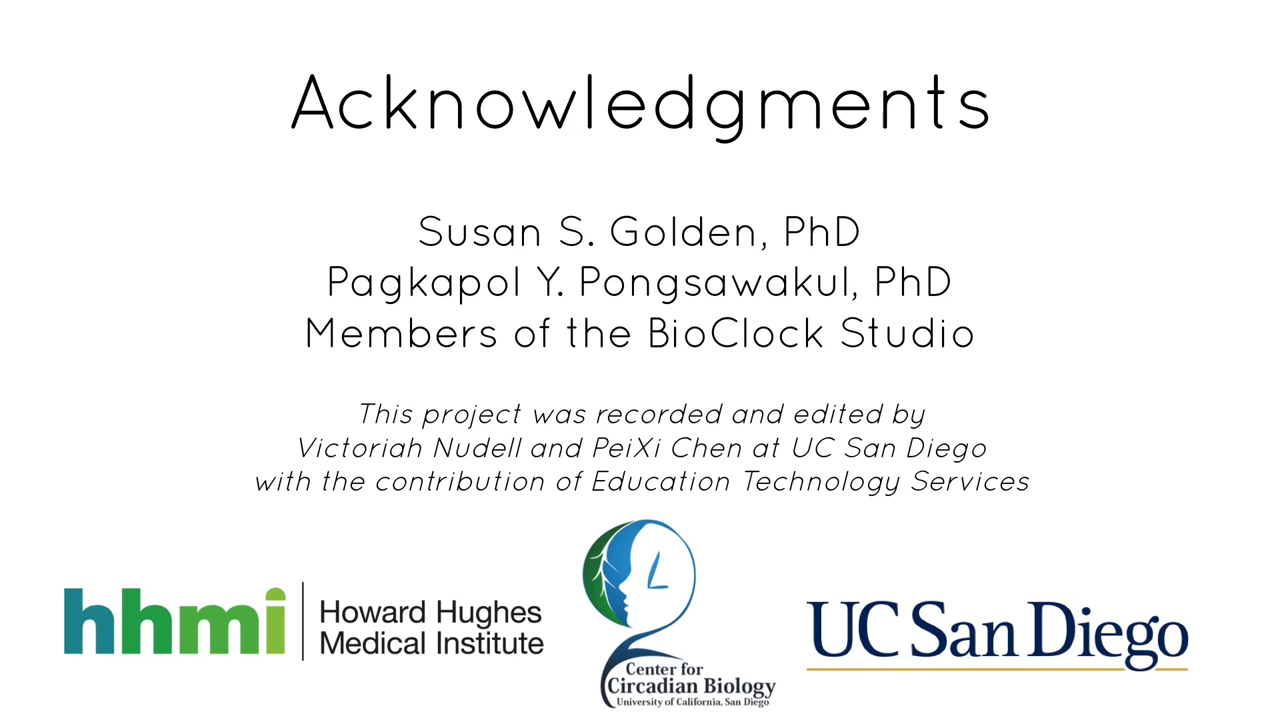 Acknowledgments
Susan S. Golden, PhD
Pagkapol Y. Pongsawakul, PhD
Members of the BioClock Studio
This project was recorded and edited by
Victoriah Nudell and PeiXi Chen at UC San Diego
with the contribution of Education Technology Services
hhmi
Howard Hughes
Medical Institute
Center for
Circadian Biology
University of California, San Diego
UC San Diego